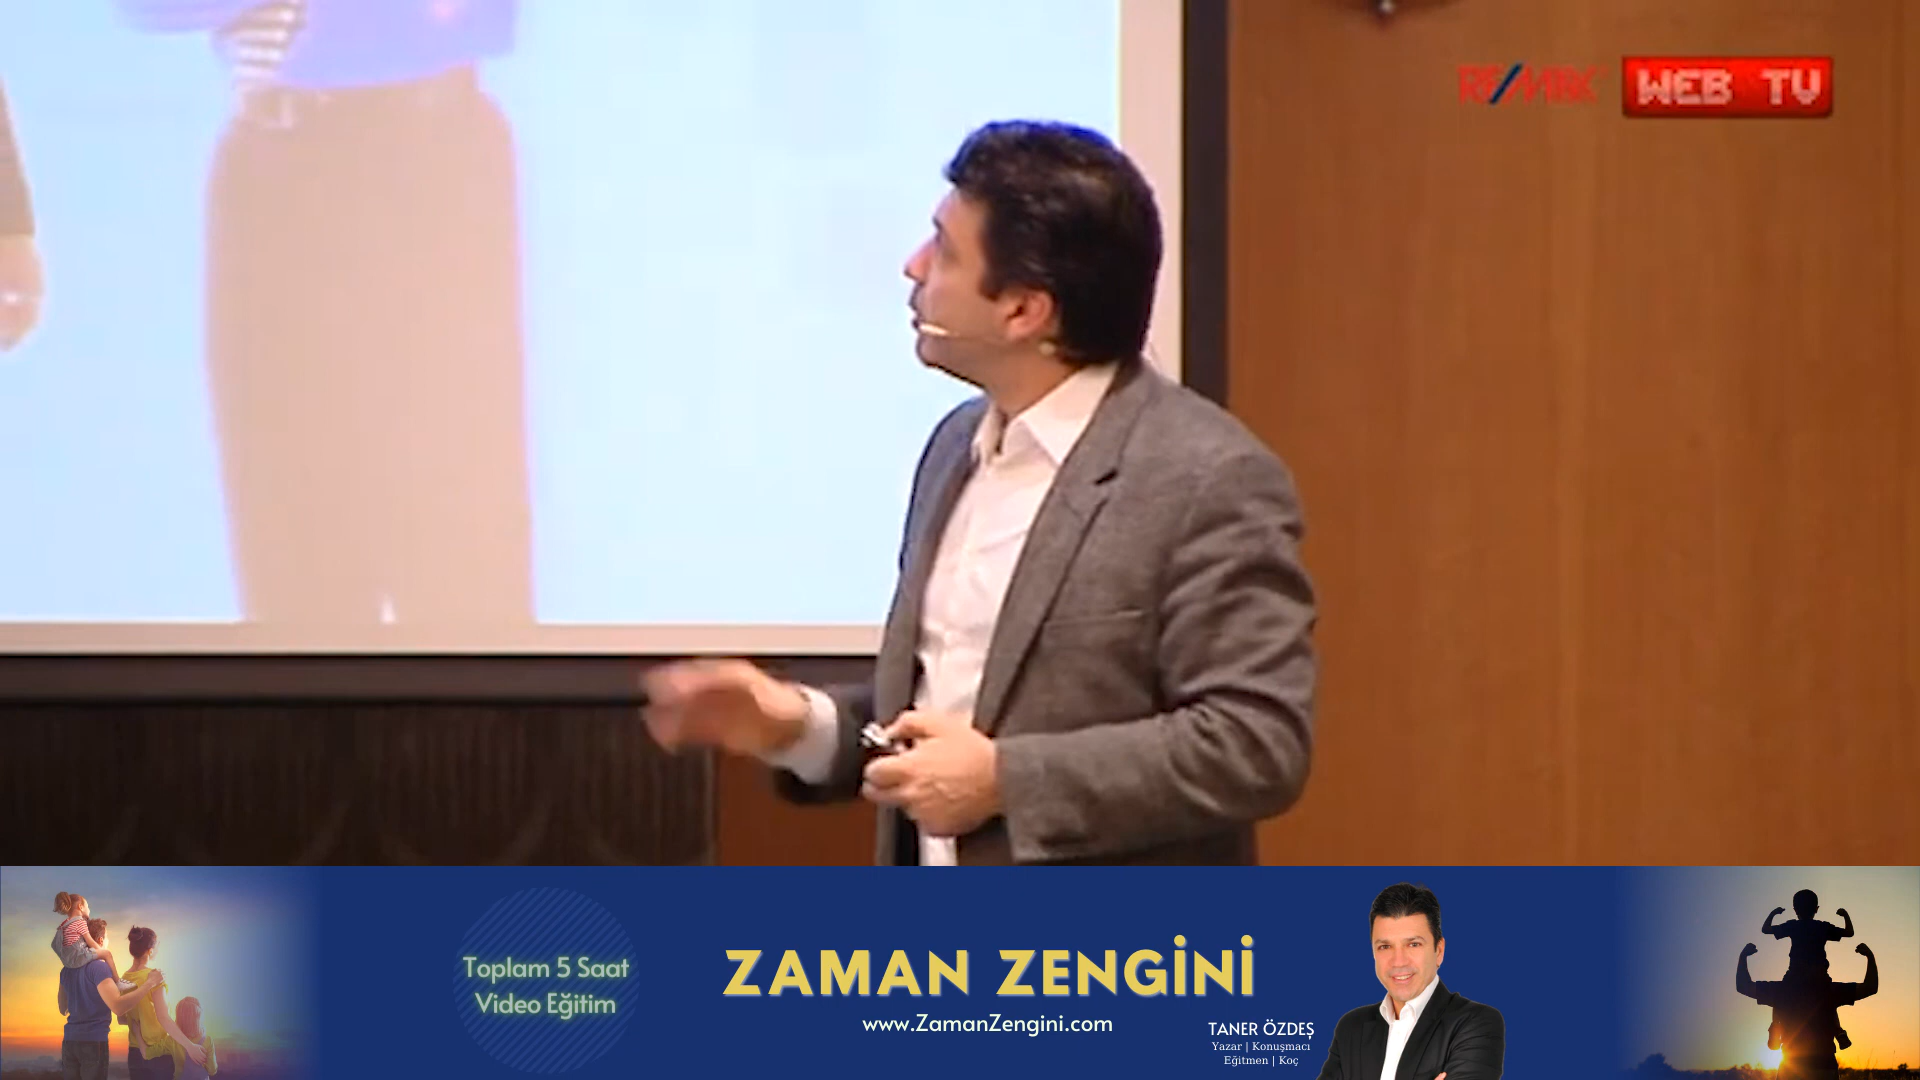 RE/MAX WEB TV
Toplam 5 Saat
Video Eğitim
ZAMAN ZENGİNİ
www.ZamanZengini.com
TANER ÖZDEŞ
Yazar | Konuşmacı
Eğitmen | Koç